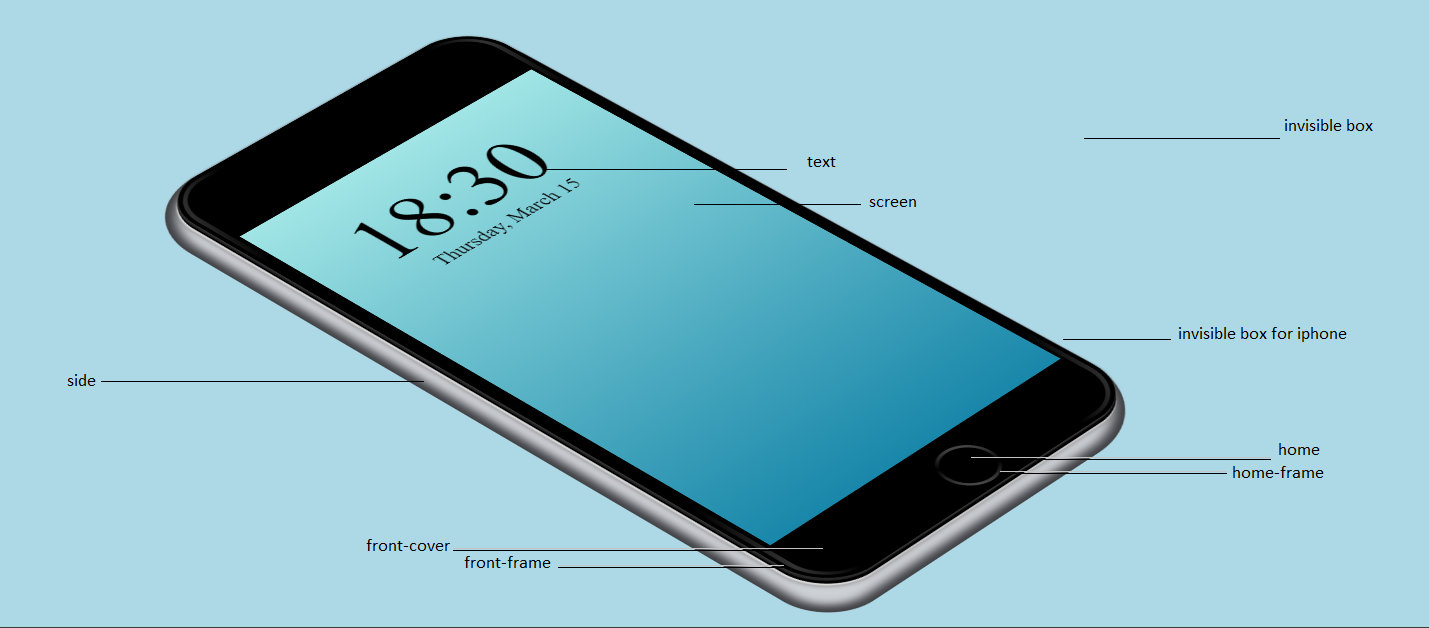 invisible box
18:30
Thursday, March 15
text
screen
invisible box for iphone
side
home
home-frame
front-cover
front-frame